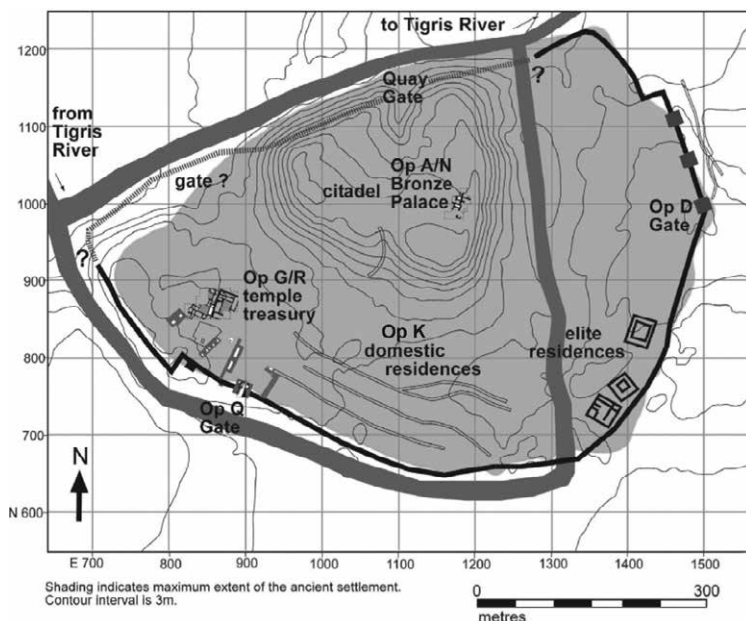 to Tigris River
1200
Quay
Gate
?
from
Tigris
River
1100
Op A/N
Bronze
Palace
gate ?
citadel
Op D
Gate
1000
?
900
Op G/R
temple
treasury
Op K
domestic
residences
elite
residences
800
Op Q
Gate
700
N
N 600
E 700
800
900
1000
1100
1200
1300
1400
1500
Shading indicates maximum extent of the ancient settlement.
Contour interval is 3m.
0
300
metres